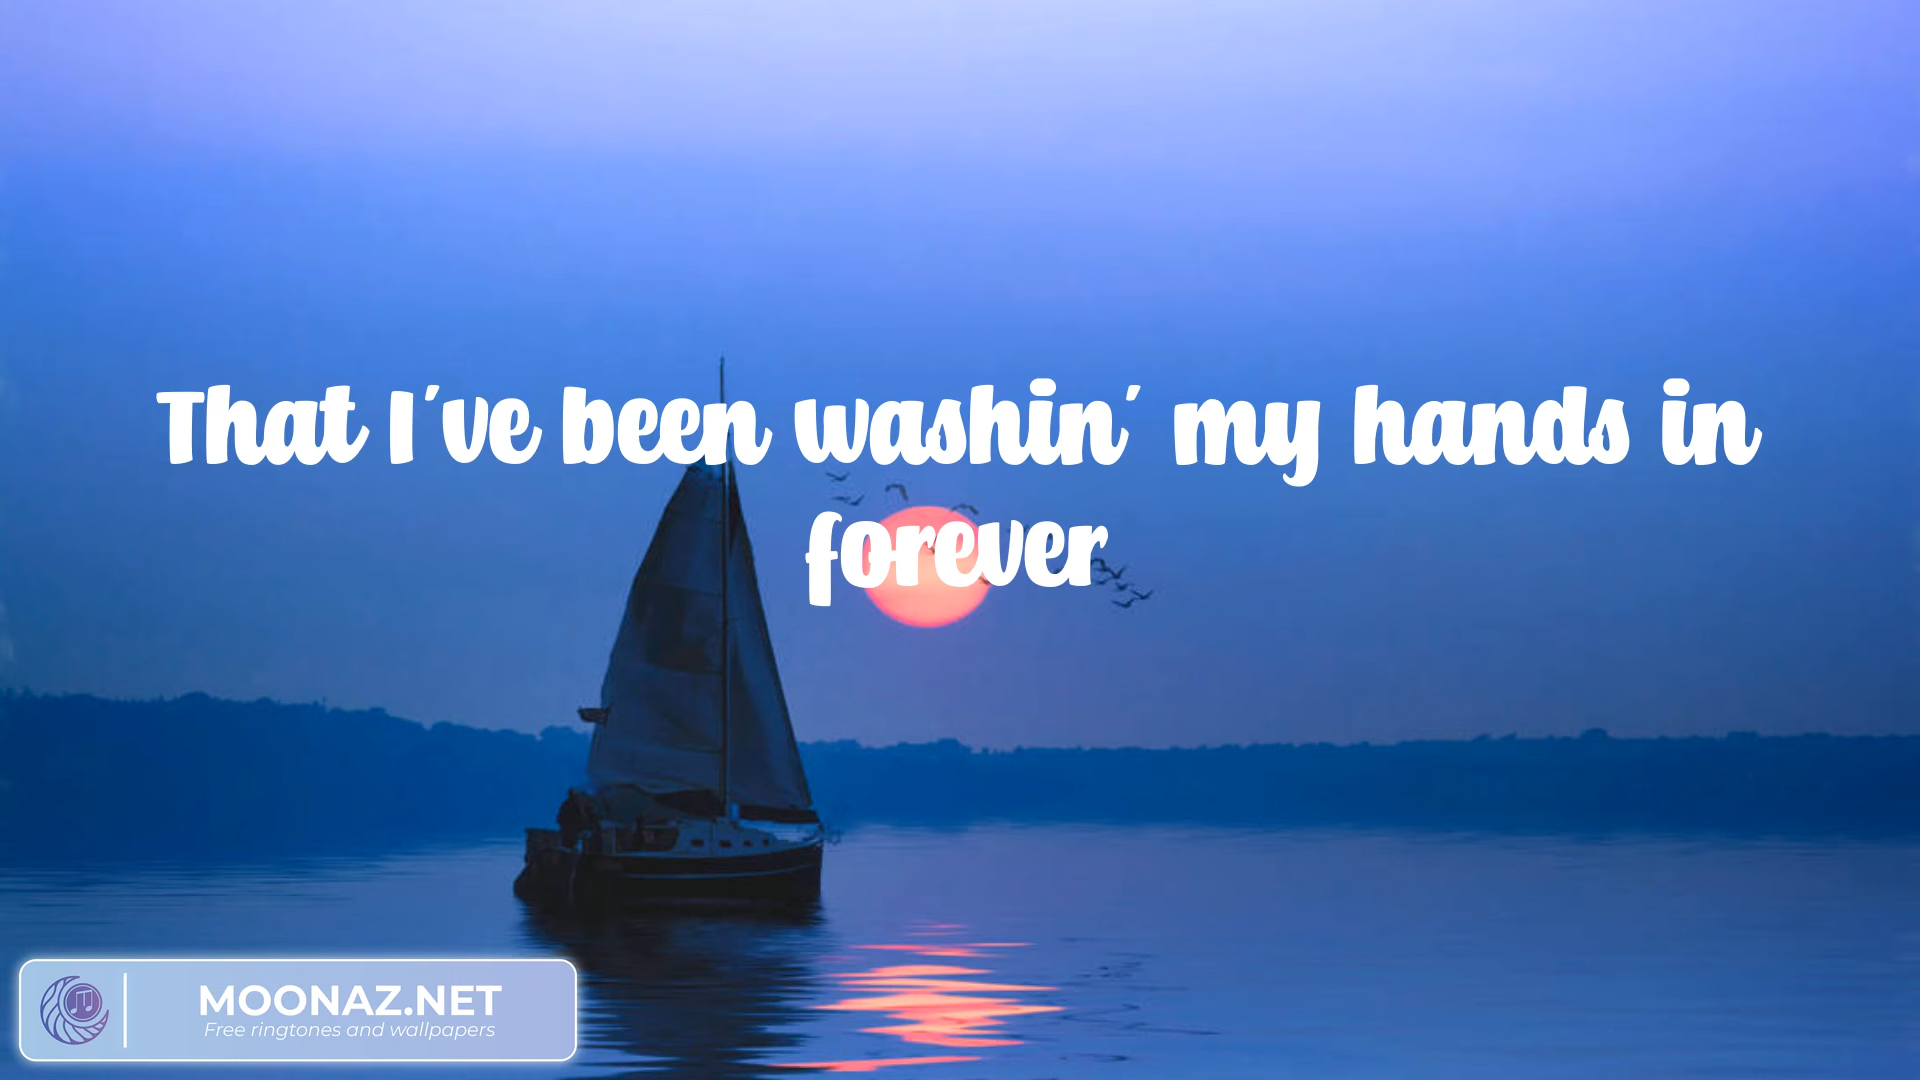 That I've been washin' my hands in
forever
MOONAZ.NET
Free ringtones and wallpapers